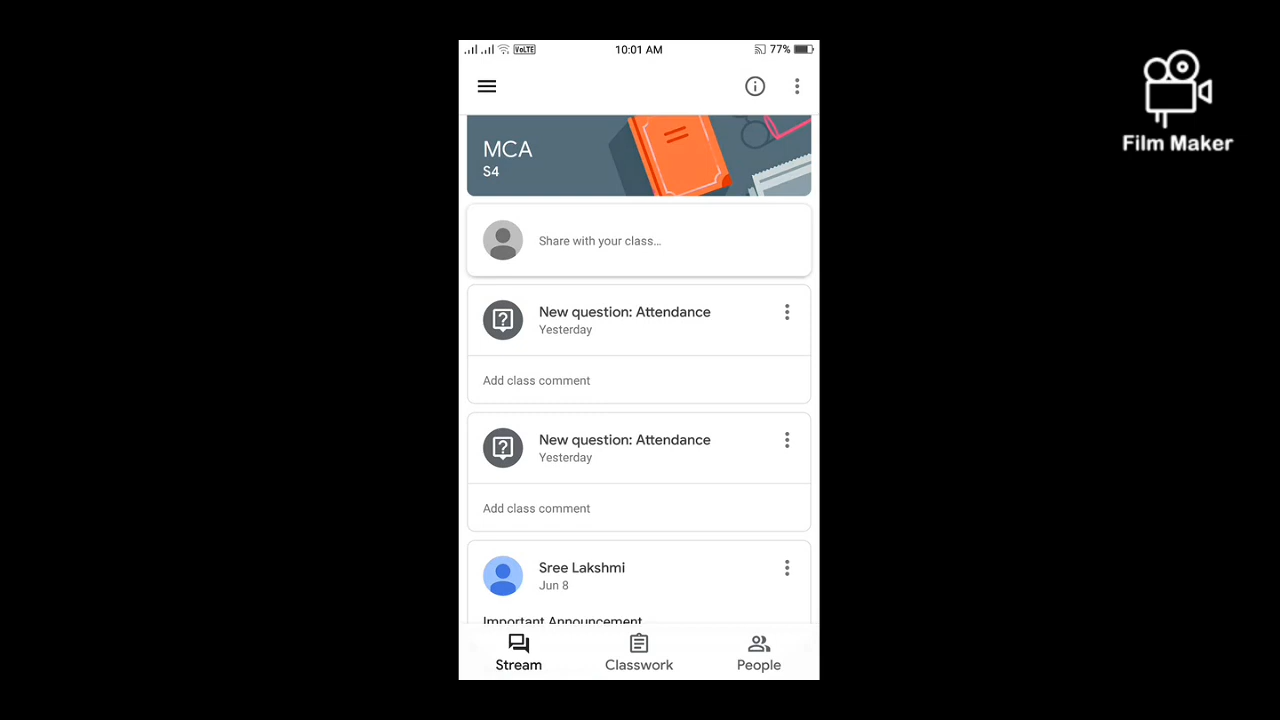 VoLTE
10:01 AM
77%
Film Maker
MCA
S4
Share with your class...
New question: Attendance
Yesterday
Add class comment
New question: Attendance
Yesterday
Add class comment
Sree Lakshmi
Jun 8
Important Announcement
Stream
Classwork
People